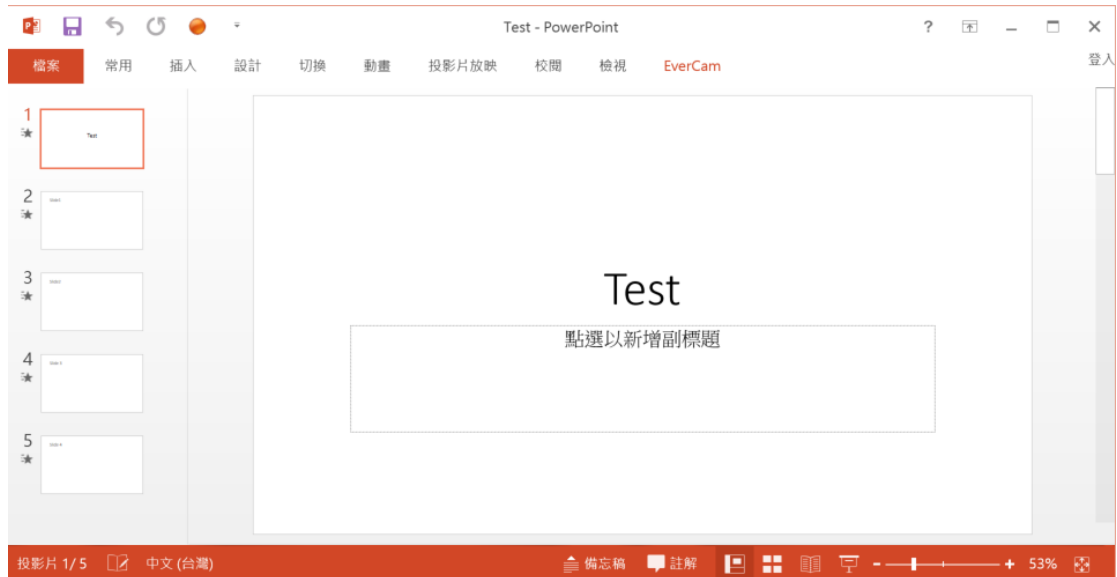 Test - PowerPoint
?
登入
檔案 常用 插入 設計 切換 動畫 投影片放映 校閱 檢視 EverCam
1
Test
2
3
4
5
Test
點選以新增副標題
投影片 1/5 中文 (台灣) 備忘稿 註解 - + 53%